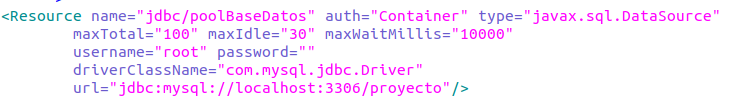 <Resource name="jdbc/poolBaseDatos" auth="Container" type="javax.sql.DataSource"
maxTotal="100" maxIdle="30" maxWaitMillis="10000"
username="root" password=""
driverClassName="com.mysql.jdbc.Driver"
url="jdbc:mysql://localhost:3306/proyecto"/>